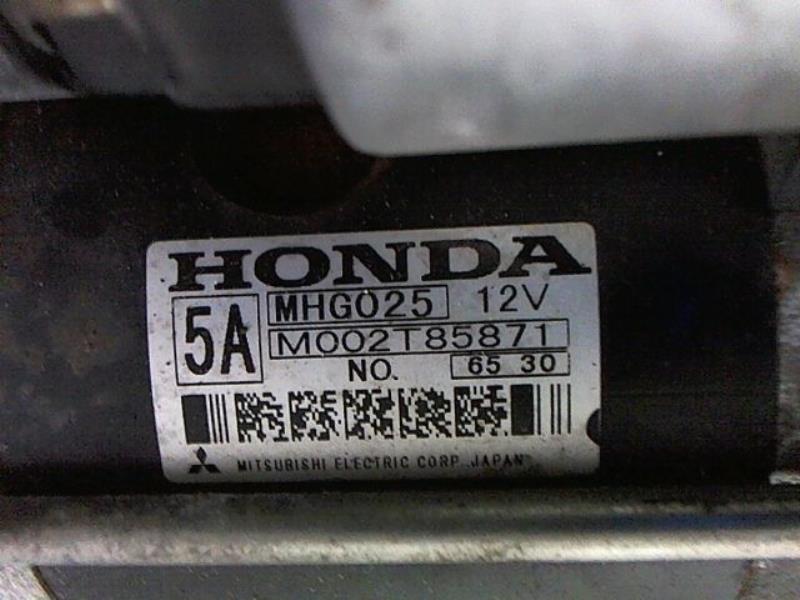 HONDA
5A MHG025 12V
M002T85871
NO. 65 30
MITSUBISHI ELECTRIC CORP. JAPAN